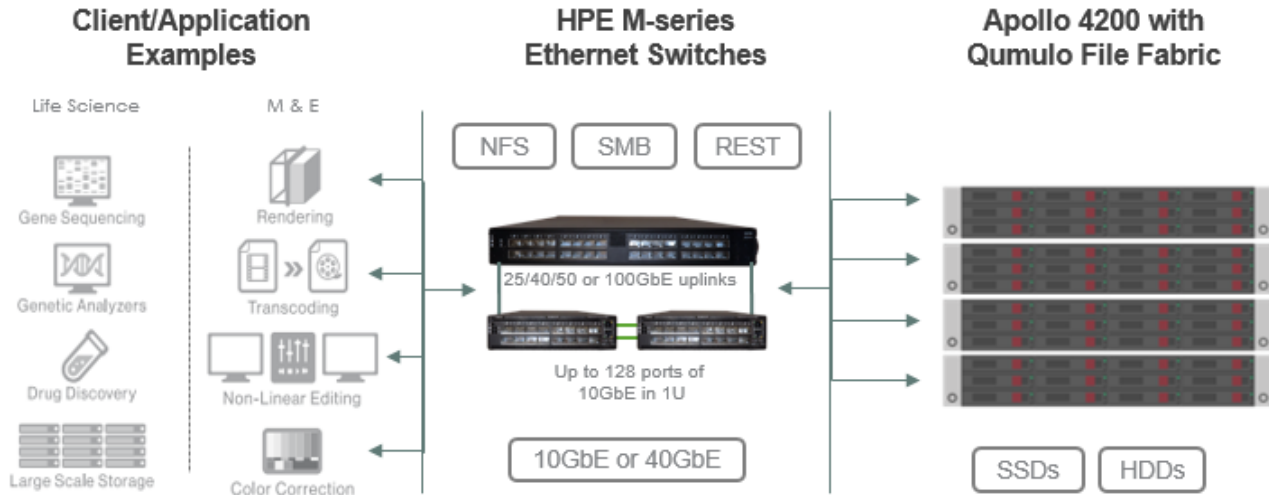 Client/Application
Examples
HPE M-series
Ethernet Switches
Apollo 4200 with
Qumulo File Fabric
Life Science
M & E
Gene Sequencing
Genetic Analyzers
Drug Discovery
Large Scale Storage
Rendering
Transcoding
Non-Linear Editing
Color Correction
NFS
SMB
REST
25/40/50 or 100GbE uplinks
Up to 128 ports of
10GbE in 1U
10GbE or 40GbE
SSDs
HDDs